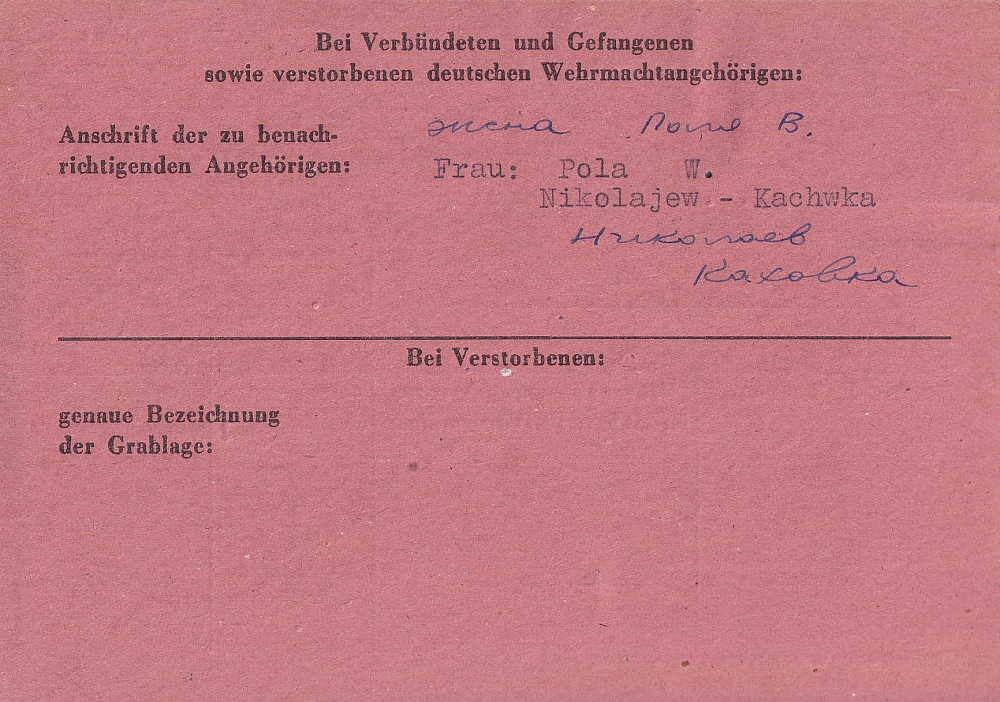 Bei Verbündeten und Gefangenen
sowie verstorbenen deutschen Wehrmachtangehörigen:
Anschrift der zu benach-
richtigenden Angehörigen:
жена В.
Frau: Pola W.
Nikolajew - Kachwka
Николаев
Каховка
Bei Verstorbenen:
genaue Bezeichnung
der Grablage: